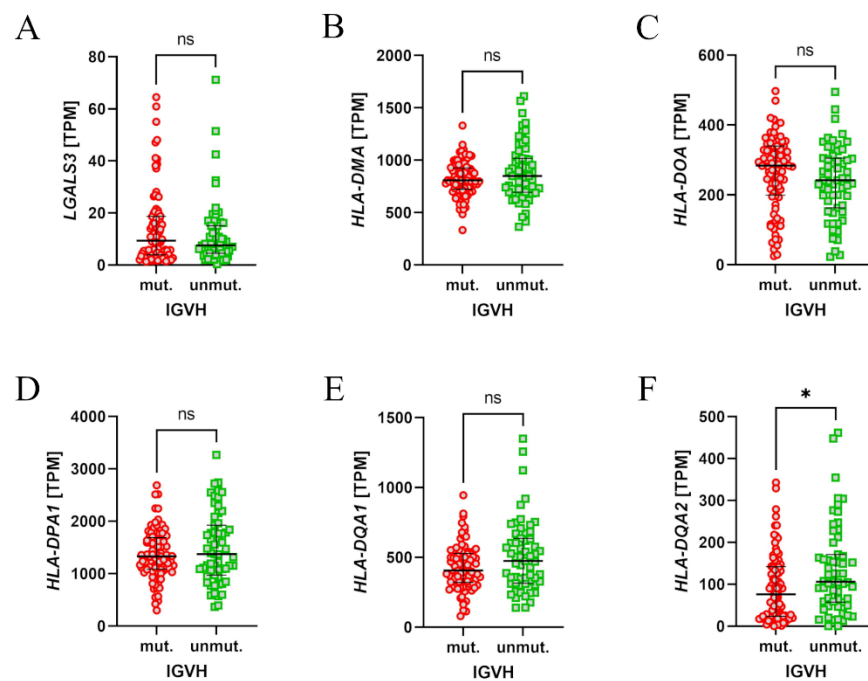 A
LGALS3 [TPM]
80
60
40
20
0
ns
mut. unmut.
IGVH
B
HLA-DMA [TPM]
2000
1500
1000
500
0
ns
mut. unmut.
IGVH
C
HLA-DOA [TPM]
600
400
200
0
ns
mut. unmut.
IGVH
D
HLA-DPA1 [TPM]
4000
3000
2000
1000
0
ns
mut. unmut.
IGVH
E
HLA-DQA1 [TPM]
1500
1000
500
0
ns
mut. unmut.
IGVH
F
HLA-DQA2 [TPM]
500
400
300
200
100
0
*
mut. unmut.
IGVH